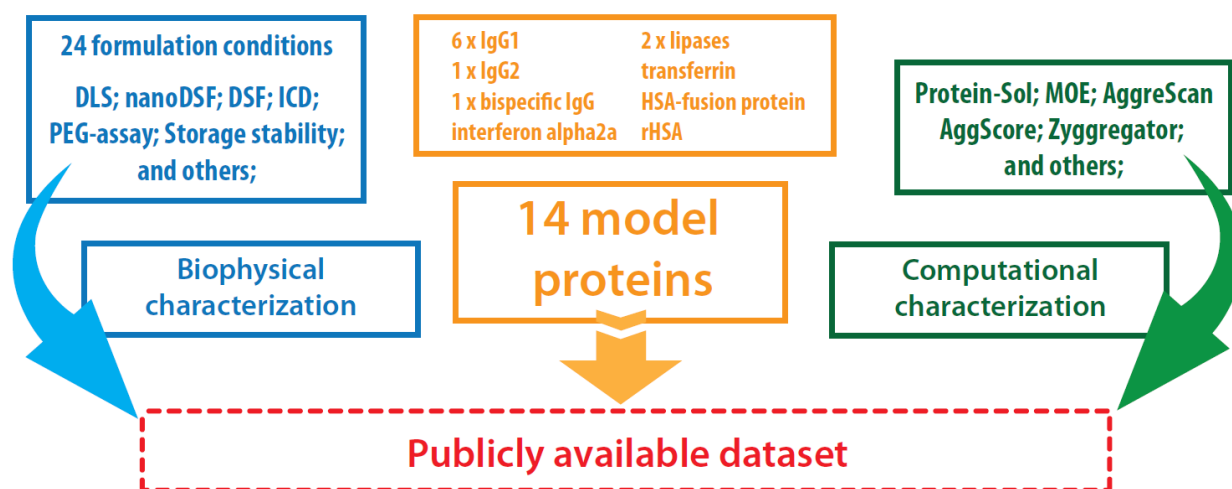 24 formulation conditions
DLS; nanoDSF; DSF; ICD;
PEG-assay; Storage stability;
and others;
Biophysical
characterization
6 x IgG1
1 x IgG2
1 x bispecific IgG
interferon alpha2a
2 x lipases
transferrin
HSA-fusion protein
rHSA
14 model
proteins
Protein-Sol; MOE; AggreScan
AggScore; Zyggregator;
and others;
Computational
characterization
Publicly available dataset